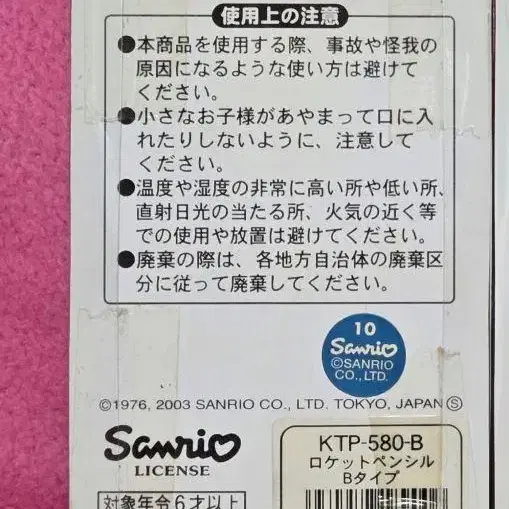 使用上の注意
●本商品を使用する際、事故や怪我の
原因になるような使い方は避けて
ください。
●小さなお子様があやまって口に入
れたりしないように、注意して
ください。
●温度や湿度の非常に高い所や低い所、
直射日光の当たる所、火気の近く等
での使用や放置は避けてください。
●廃棄の際は、各地方自治体の廃棄区
分に従って廃棄してください。
10
Sanrio
©SANRIO
CO., LTD.
©1976, 2003 SANRIO CO., LTD. TOKYO, JAPAN Ⓢ
Sanrio
LICENSE
対象年令6才以上
KTP-580-B
ロケットペンシル
Bタイプ